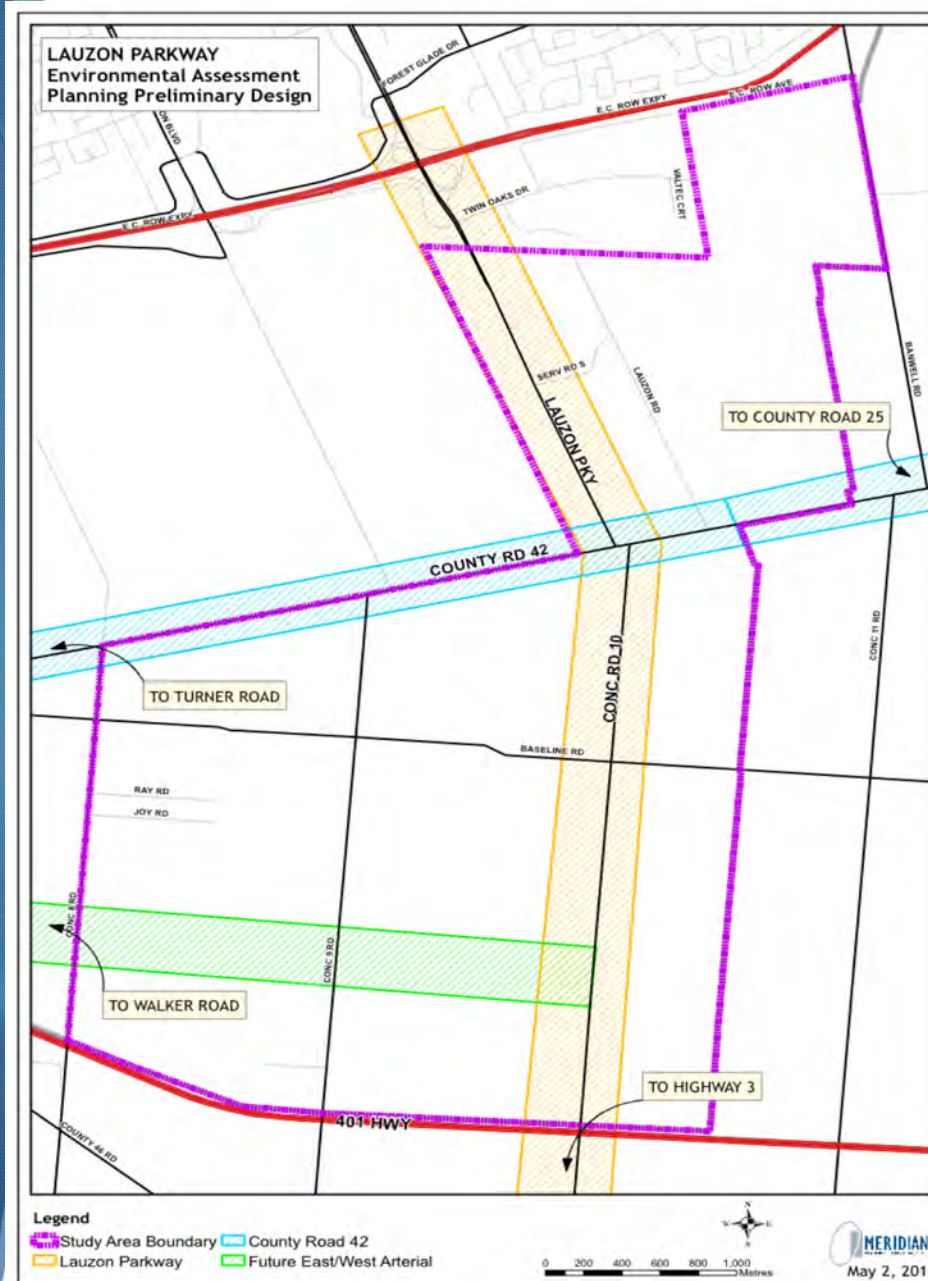 LAUZON PARKWAY
Environmental Assessment
Planning Preliminary Design
FOREST GLADE DR
ON BLVD
E.C. ROW EXPY
E.C. ROW AVE
E.C. ROW EXPY
VALTEC CRT
TWIN OAKS DR
SERV RD S
LAUZON RD
LAUZON PKY
BANWELL RD
TO COUNTY ROAD 25
COUNTY RD 42
CONC 11 RD
CONC RD 10
TO TURNER ROAD
BASELINE RD
RAY RD
JOY RD
CONC 8 RD
CONC 9 RD
TO WALKER ROAD
TO HIGHWAY 3
401 HWY
COUNTY 46 RD
Legend
Study Area Boundary
County Road 42
Lauzon Parkway
Future East/West Arterial
N
W
E
S
0 200 400 600 800 1,000
Metres
MERIDIAN
May 2, 201